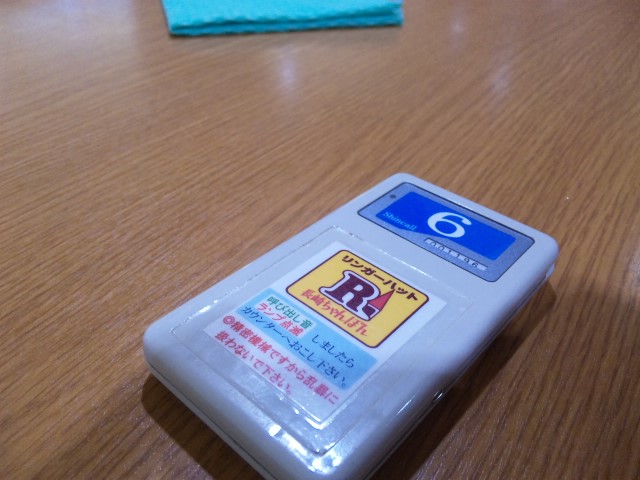 6
Shincall
001196
リンガーハット
R
長崎ちゃんぽん
呼び出し音
ランプ点滅 しましたら
カウンターへおこし下さい。
◎精密機械ですから乱暴に
扱わないで下さい。